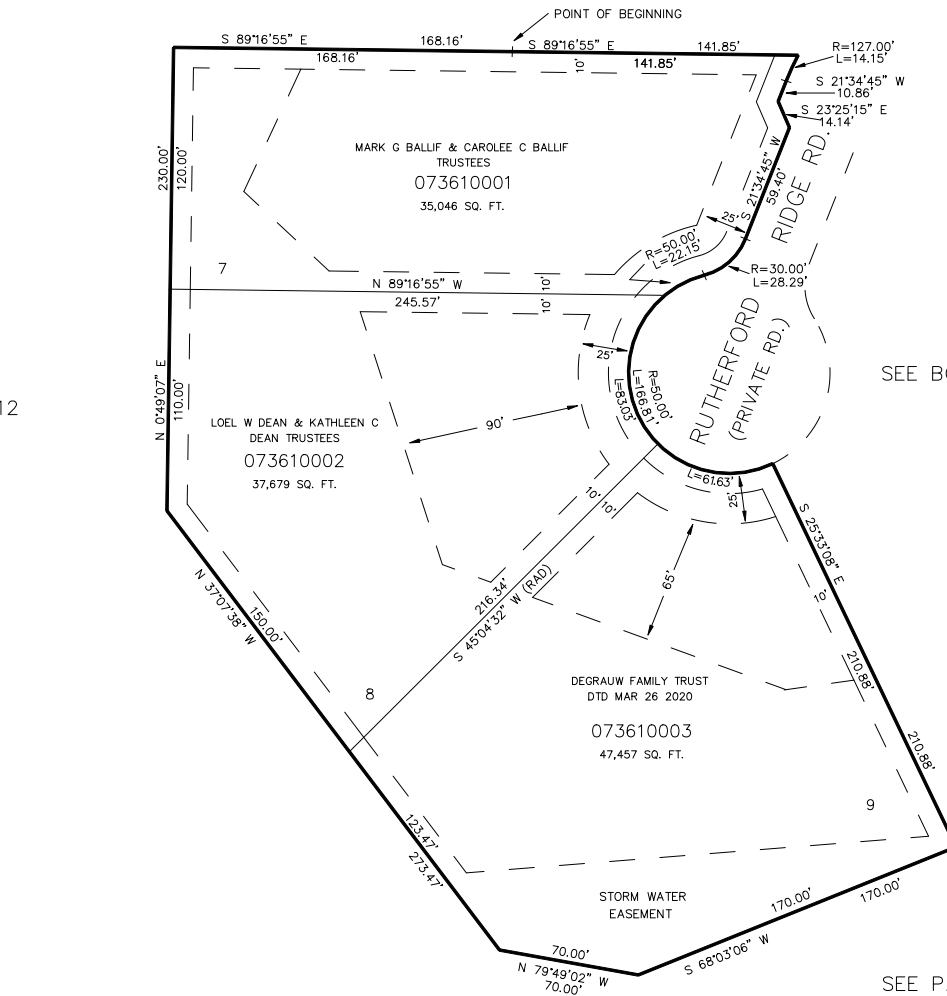 POINT OF BEGINNING
S 89°16'55" E
168.16'
S 89°16'55" E
141.85'
168.16'
10'
141.85'
R=127.00'
L=14.15'
S 21°34'45" W
10.86'
S 23°25'15" E
14.14'
S 21°34'45" W
59.40'
RIDGE RD.
230.00'
120.00'
MARK G BALLIF & CAROLEE C BALLIF
TRUSTEES
073610001
35,046 SQ. FT.
25'
R=50.00'
L=22.15'
R=30.00'
L=28.29'
7
N 89°16'55" W
245.57'
10'
10'
25'
RUTHERFORD
(PRIVATE RD.)
R=50.00'
L=166.81'
L=83.03'
SEE BO
12
N 0°49'07" E
110.00'
LOEL W DEAN & KATHLEEN C
DEAN TRUSTEES
073610002
37,679 SQ. FT.
90'
L=61.63'
25'
10'
10'
216.34'
S 45°04'32" W (RAD)
S 25°33'08" E
10'
65'
210.88'
210.88'
N 37°07'38" W
150.00'
8
DEGRAUW FAMILY TRUST
DTD MAR 26 2020
073610003
47,457 SQ. FT.
9
123.47'
273.47'
STORM WATER
EASEMENT
170.00'
170.00'
S 68°03'06" W
70.00'
N 79°49'02" W
70.00'
SEE P